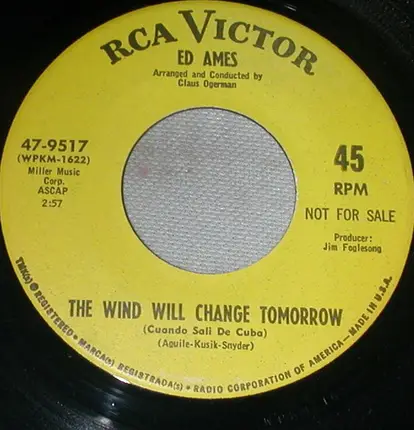 RCA VICTOR
ED AMES
Arranged and Conducted by
Claus Ogerman
47-9517
(WPKM-1622)
Miller Music
Corp.
ASCAP
2:57
45
RPM
NOT FOR SALE
Producer:
Jim Foglesong
THE WIND WILL CHANGE TOMORROW
(Cuando Sali De Cuba)
(Aguile-Kusik-Snyder)
TMK(s) ® REGISTERED • MARCA(s) REGISTRADA(s) • RADIO CORPORATION OF AMERICA—MADE IN U.S.A.